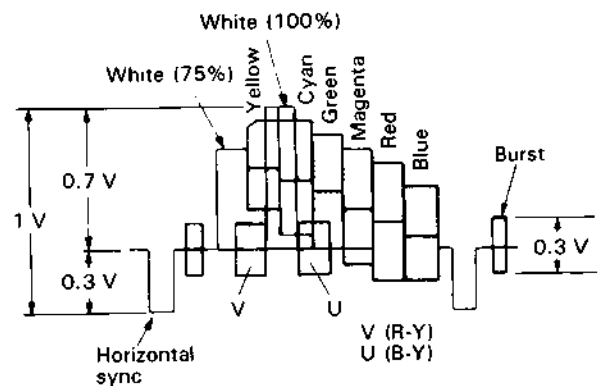 White (100%)
White (75%)
Yellow
Cyan
Green
Magenta
Red
Blue
Burst
0.7 V
1 V
0.3 V
0.3 V
V
U
V (R-Y)
U (B-Y)
Horizontal
sync